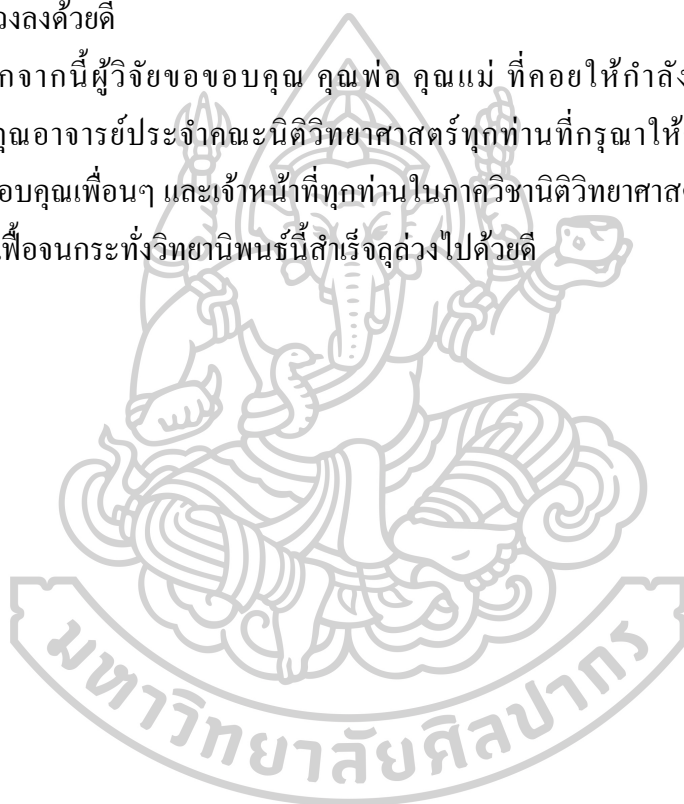 วงลงด้วยดี
กจากนี้ผู้วิจัยขอขอบคุณ คุณพ่อ คุณแม่ ที่คอยให้กำลัง
คุณอาจารย์ประจำคณะนิติวิทยาศาสตร์ทุกท่านที่กรุณาให้
อบคุณเพื่อนๆ และเจ้าหน้าที่ทุกท่านในภาควิชานิติวิทยาศาสต
เฟื้อจนกระทั่งวิทยานิพนธ์นี้สำเร็จลุล่วงไปด้วยดี
มหาวิทยาลัยศิลปากร